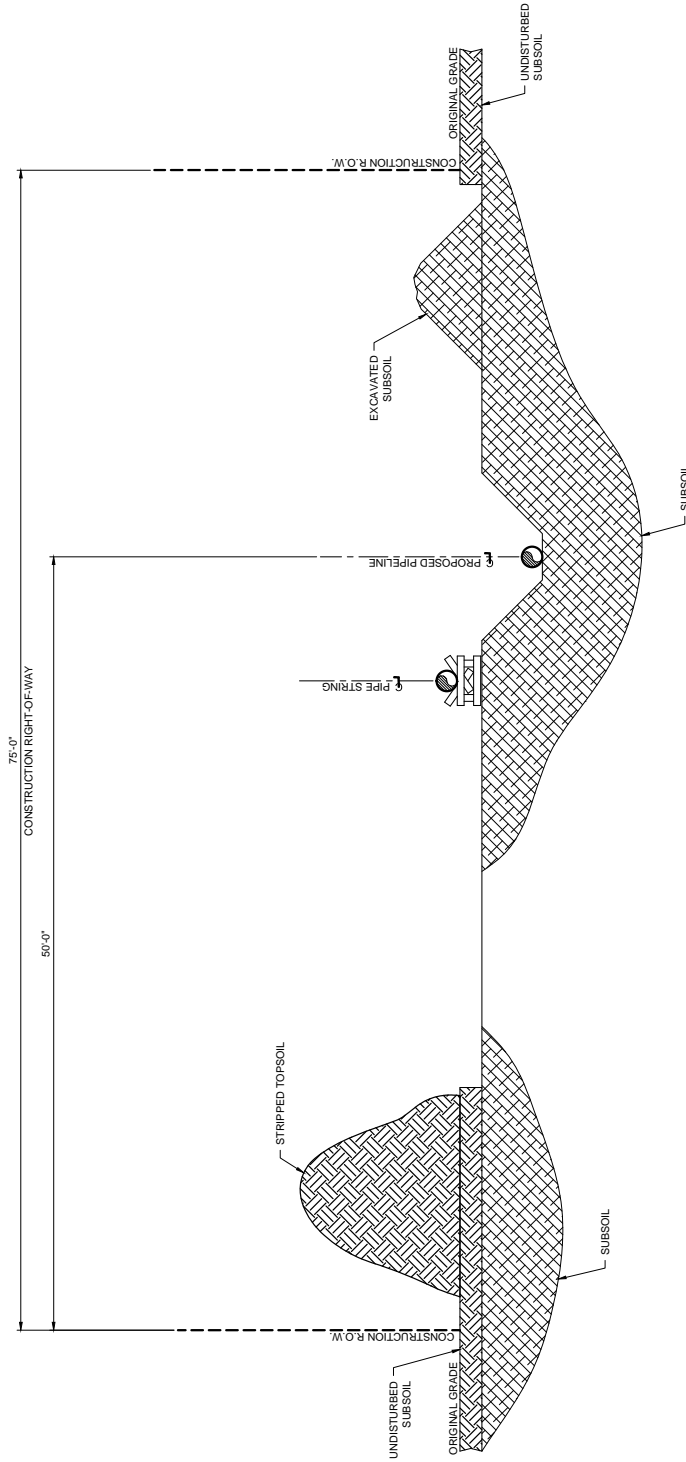 75'-0"
CONSTRUCTION RIGHT-OF-WAY
50'-0"
CONSTRUCTION R.O.W.
CONSTRUCTION R.O.W.
STRIPPED TOPSOIL
℄ PIPE STRING
℄ PROPOSED PIPELINE
EXCAVATED
SUBSOIL
UNDISTURBED
SUBSOIL
ORIGINAL GRADE
ORIGINAL GRADE
UNDISTURBED
SUBSOIL
SUBSOIL
SUBSOIL